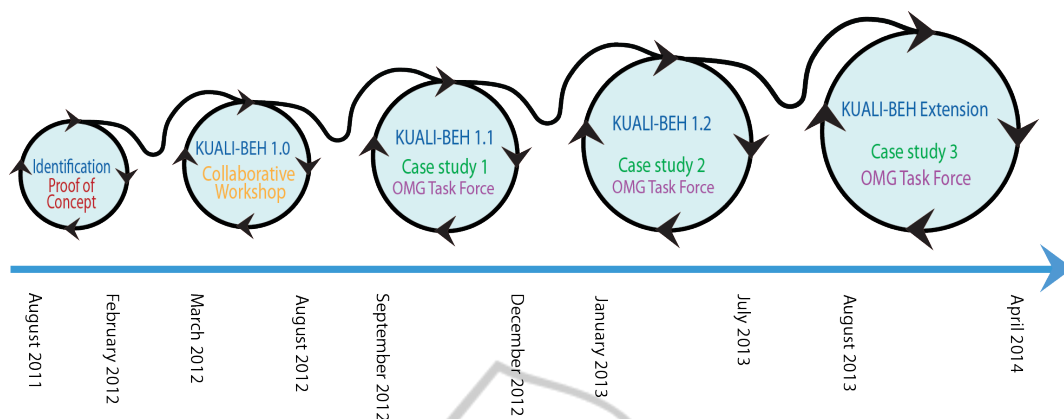 Identification
Proof of
Concept
KUALI-BEH 1.0
Collaborative
Workshop
KUALI-BEH 1.1
Case study 1
OMG Task Force
KUALI-BEH 1.2
Case study 2
OMG Task Force
KUALI-BEH Extension
Case study 3
OMG Task Force
August 2011
February 2012
March 2012
August 2012
September 2012
December 2012
January 2013
July 2013
August 2013
April 2014